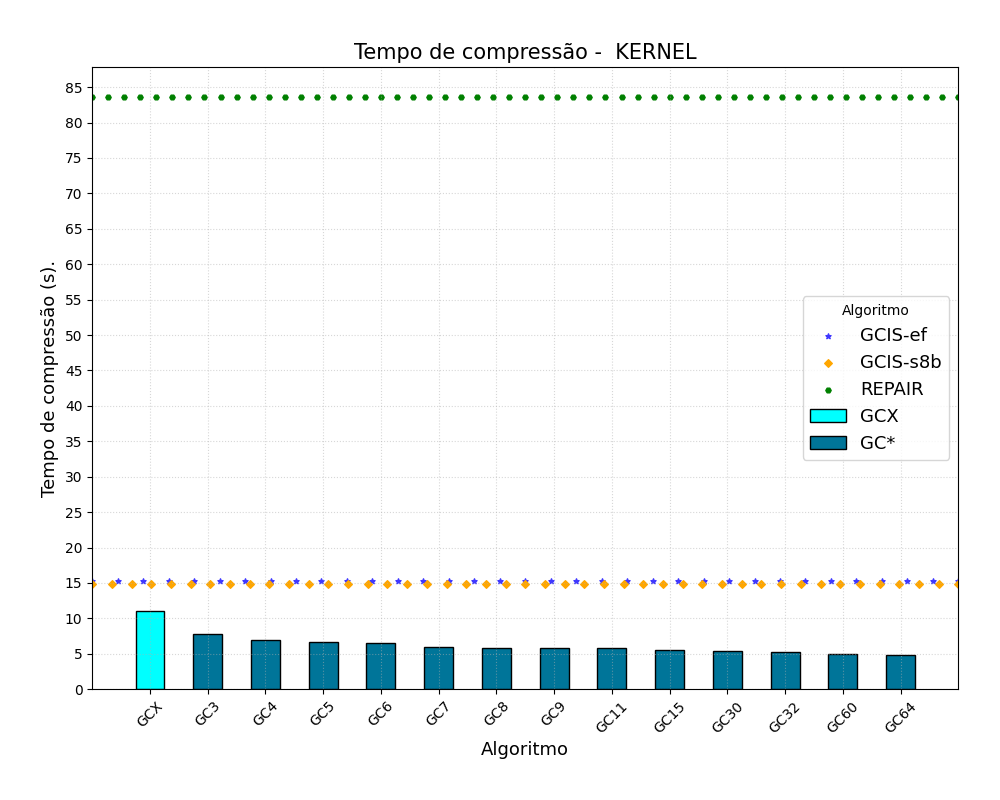 Tempo de compressão -  KERNEL
Tempo de compressão (s).
85
80
75
70
65
60
55
50
45
40
35
30
25
20
15
10
5
0
Algoritmo
GCIS-ef
GCIS-s8b
REPAIR
GCX
GC*
GCX
GC3
GC4
GC5
GC6
GC7
GC8
GC9
GC11
GC15
GC30
GC32
GC60
GC64
Algoritmo